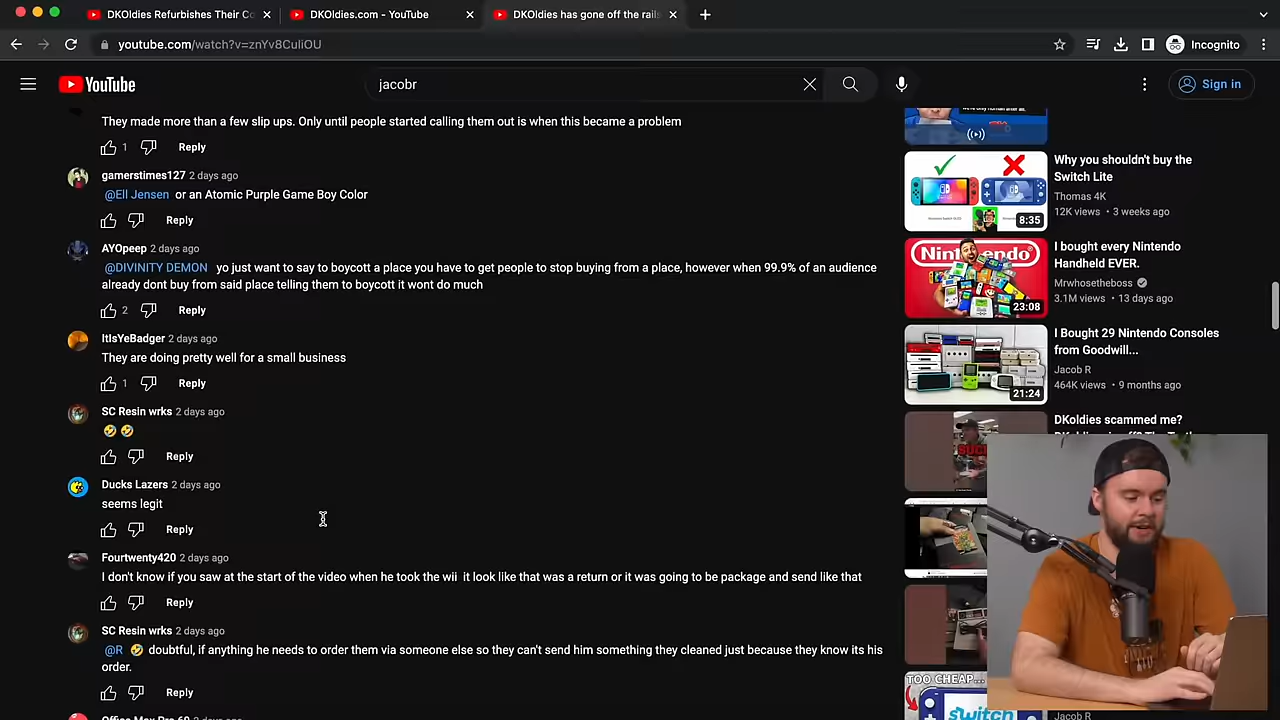 DKOldies Refurbishes Their Co
DKOldies.com - YouTube
DKOldies has gone off the rails
youtube.com/watch?v=znYv8CuliOU
Incognito
YouTube
jacobr
Sign in
They made more than a few slip ups. Only until people started calling them out is when this became a problem
1 Reply
gamerstimes127 2 days ago
@Ell Jensen or an Atomic Purple Game Boy Color
Reply
AYOpeep 2 days ago
@DIVINITY DEMON yo just want to say to boycott a place you have to get people to stop buying from a place, however when 99.9% of an audience
already dont buy from said place telling them to boycott it wont do much
2 Reply
ItIsYeBadger 2 days ago
They are doing pretty well for a small business
1 Reply
SC Resin wrks 2 days ago
🤣 🤣
Reply
Ducks Lazers 2 days ago
seems legit
Reply
Fourtwenty420 2 days ago
I don't know if you saw at the start of the video when he took the wii it look like that was a return or it was going to be package and send like that
Reply
SC Resin wrks 2 days ago
@R 🤣 doubtful, if anything he needs to order them via someone else so they can't send him something they cleaned just because they know its his
order.
Reply
Office Max Pro 60 2 days ago
Why you shouldn't buy the
Switch Lite
Thomas 4K
12K views • 3 weeks ago
8:35
Nintendo
I bought every Nintendo
Handheld EVER.
Mrwhosetheboss
3.1M views • 13 days ago
23:08
I Bought 29 Nintendo Consoles
from Goodwill...
Jacob R
464K views • 9 months ago
21:24
DKoldies scammed me?
SUC
TOO CHEAP...
switch
Jacob R